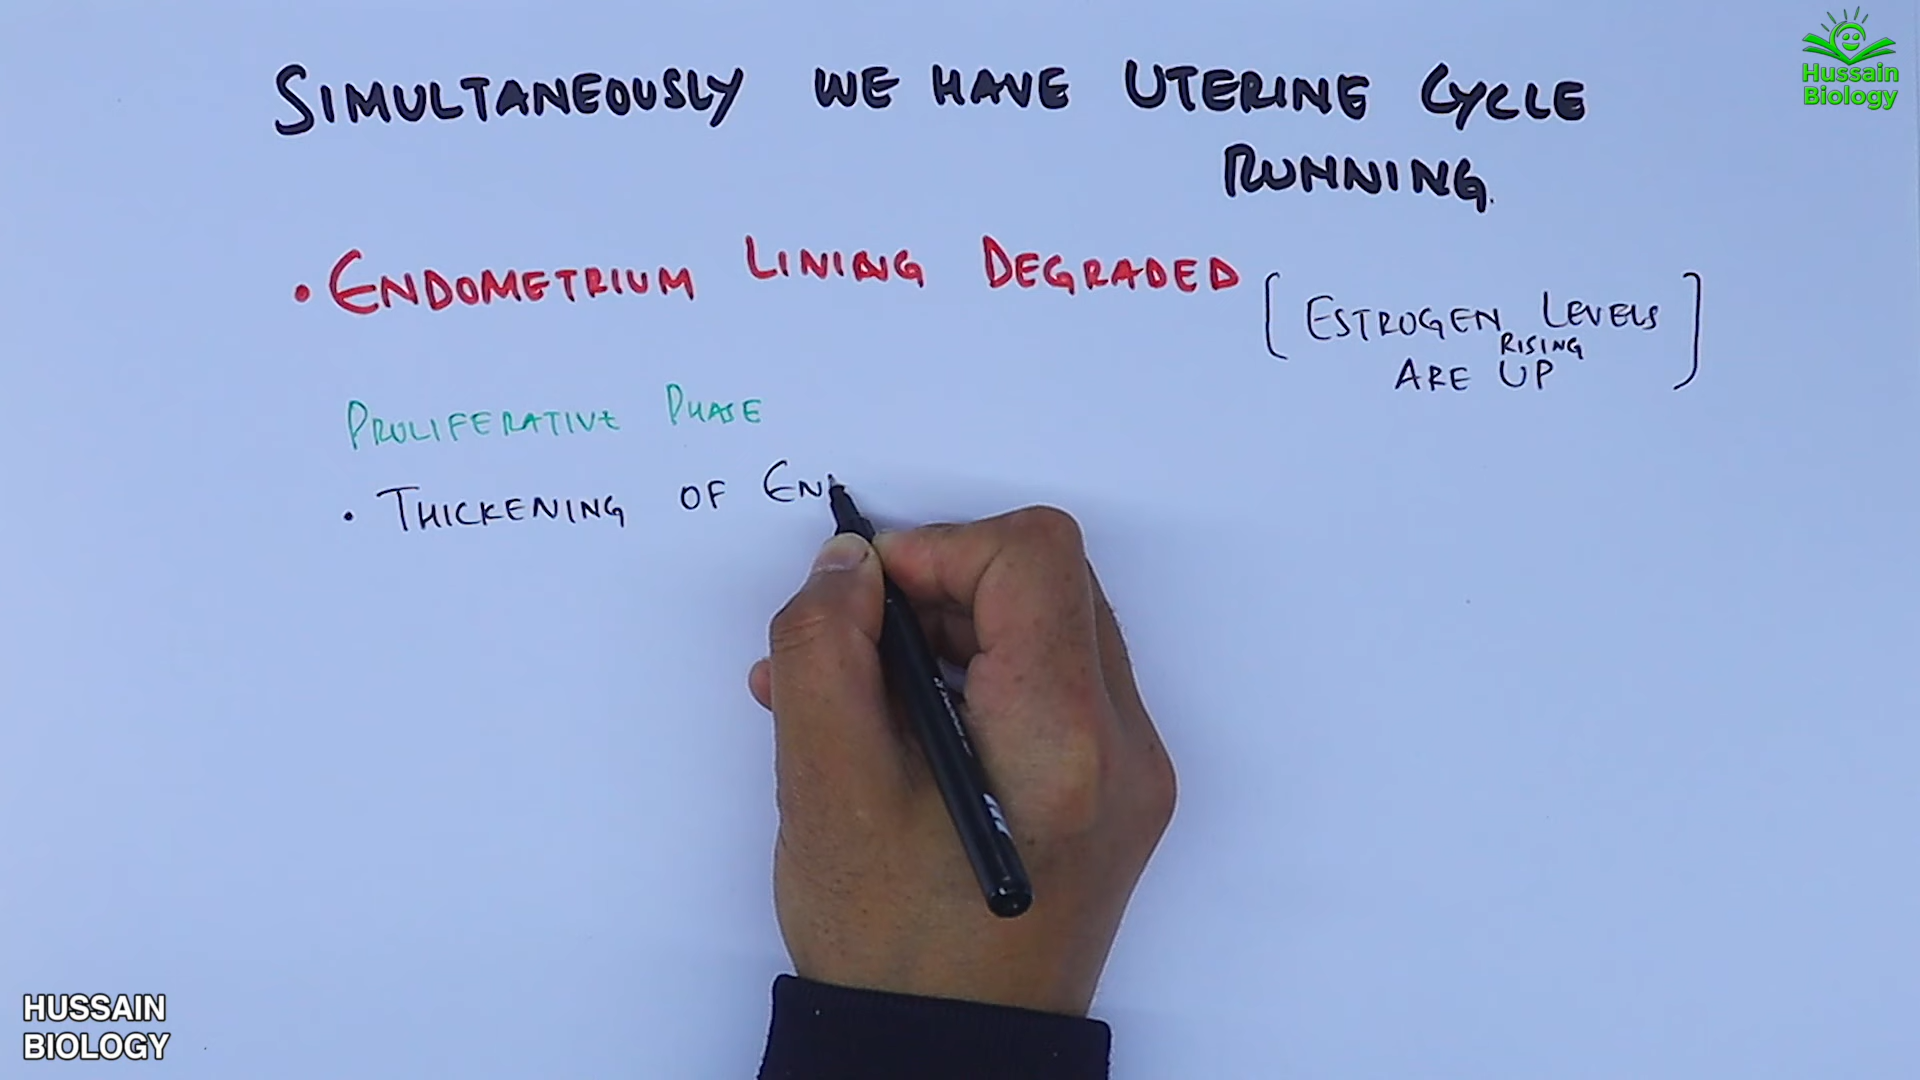 SIMULTANEOUSLY WE HAVE UTERINE CYCLE
RUNNING.
• ENDOMETRIUM LINING DEGRADED
[ESTROGEN LEVELS
RISING
ARE UP]
PROLIFERATIVE PHASE
• THICKENING OF EN
Hussain
Biology
HUSSAIN
BIOLOGY